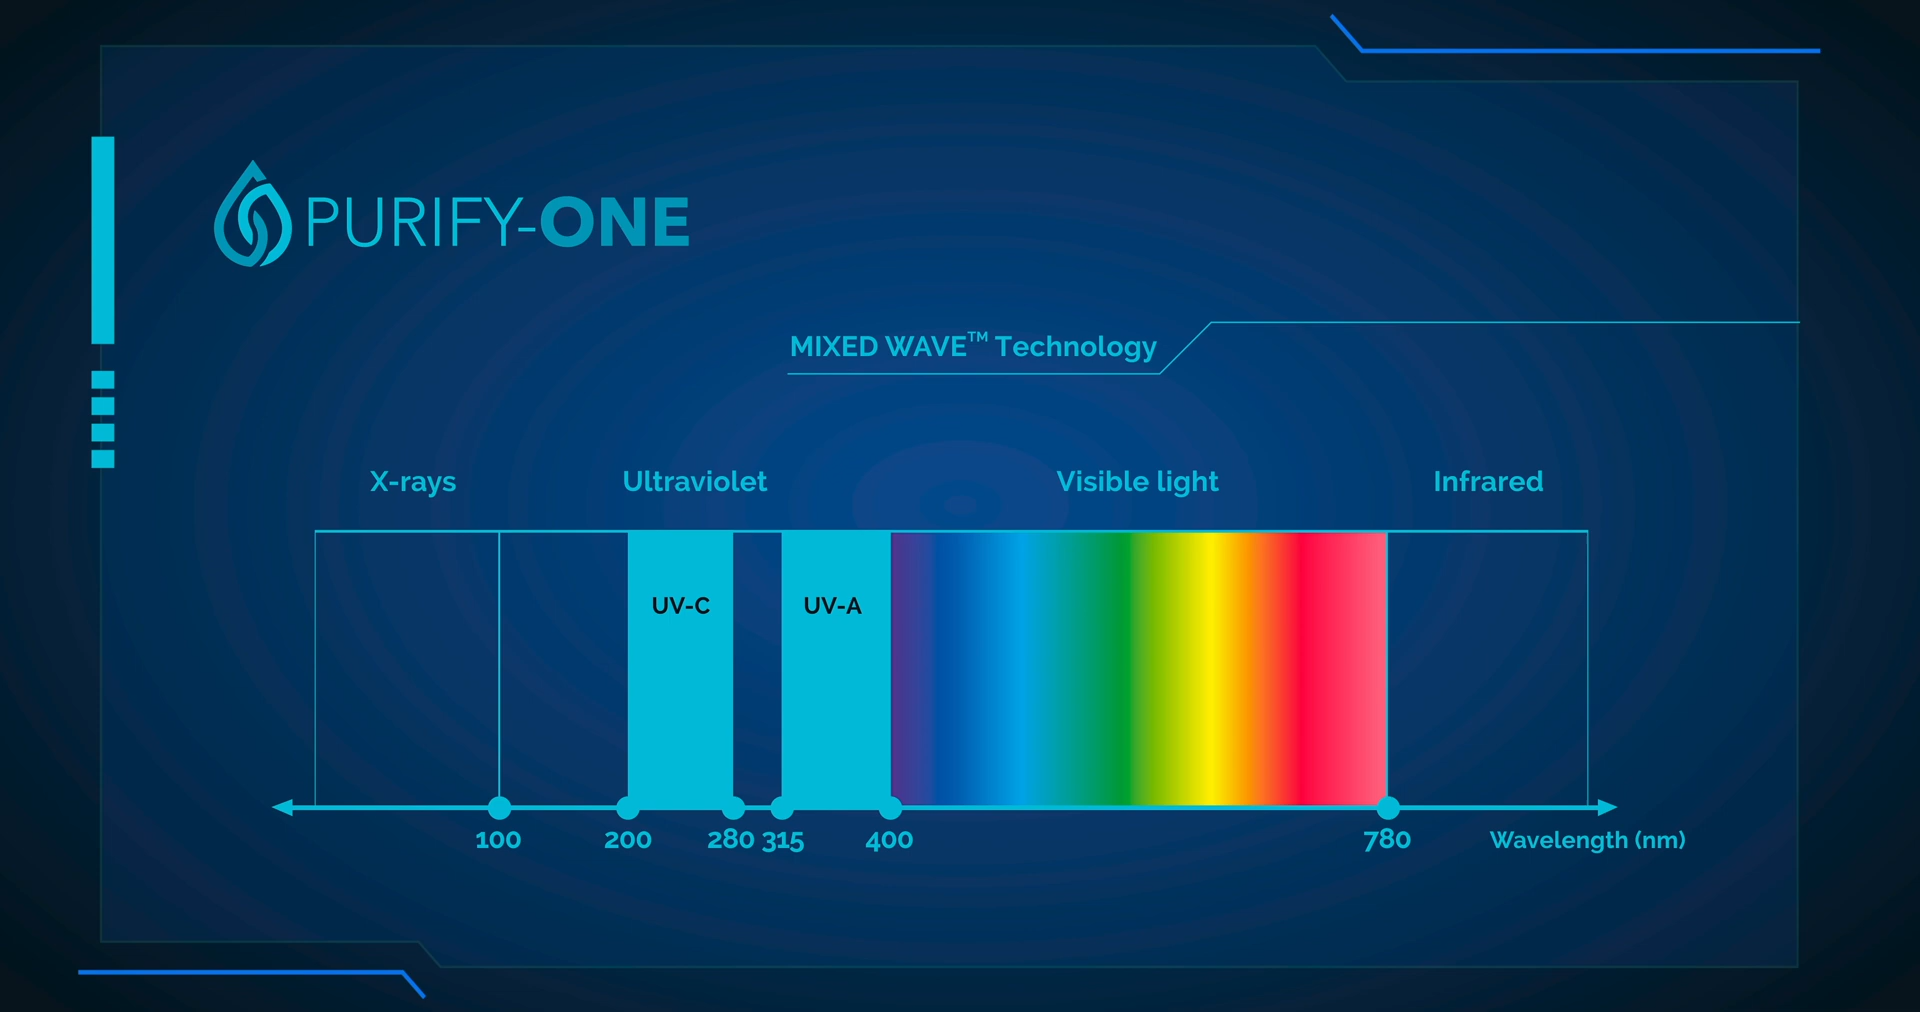 PURIFY-ONE
MIXED WAVE™ Technology
X-rays Ultraviolet Visible light Infrared
UV-C UV-A
100 200 280 315 400 780 Wavelength (nm)